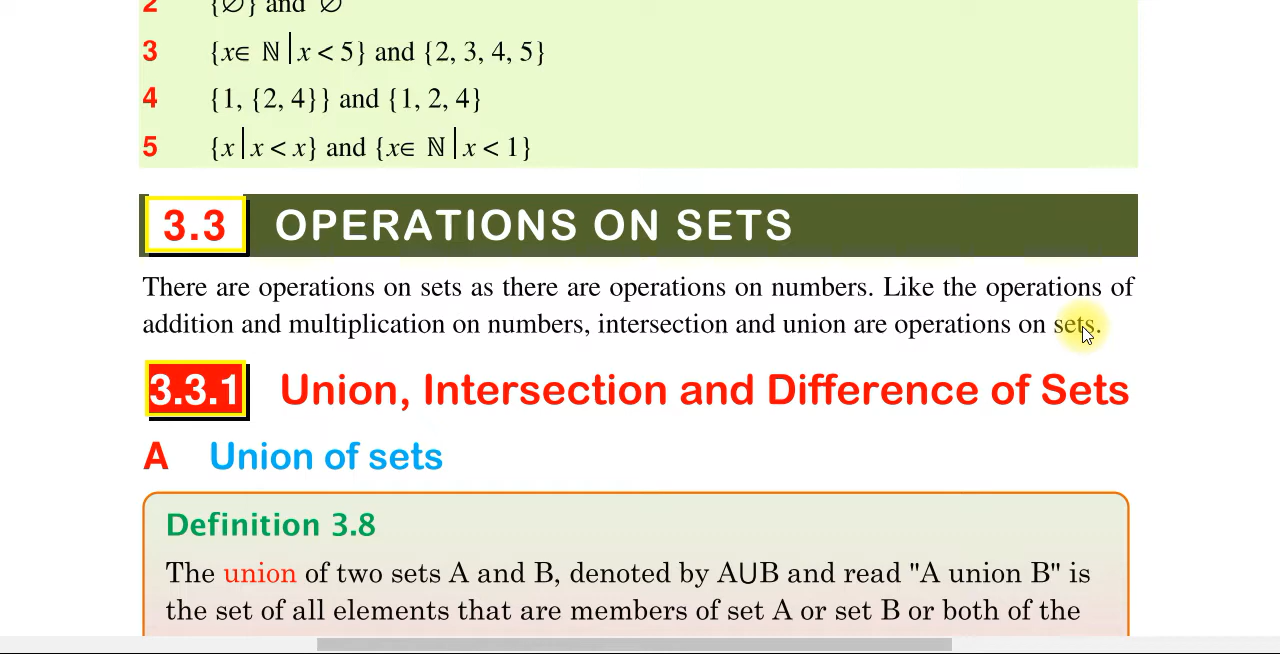 2 {∅} and ∅
3 {x∈ ℕ|x < 5} and {2, 3, 4, 5}
4 {1, {2, 4}} and {1, 2, 4}
5 {x|x < x} and {x∈ ℕ|x < 1}
3.3 OPERATIONS ON SETS
There are operations on sets as there are operations on numbers. Like the operations of
addition and multiplication on numbers, intersection and union are operations on sets.
3.3.1 Union, Intersection and Difference of Sets
A Union of sets
Definition 3.8
The union of two sets A and B, denoted by A∪B and read "A union B" is
the set of all elements that are members of set A or set B or both of the